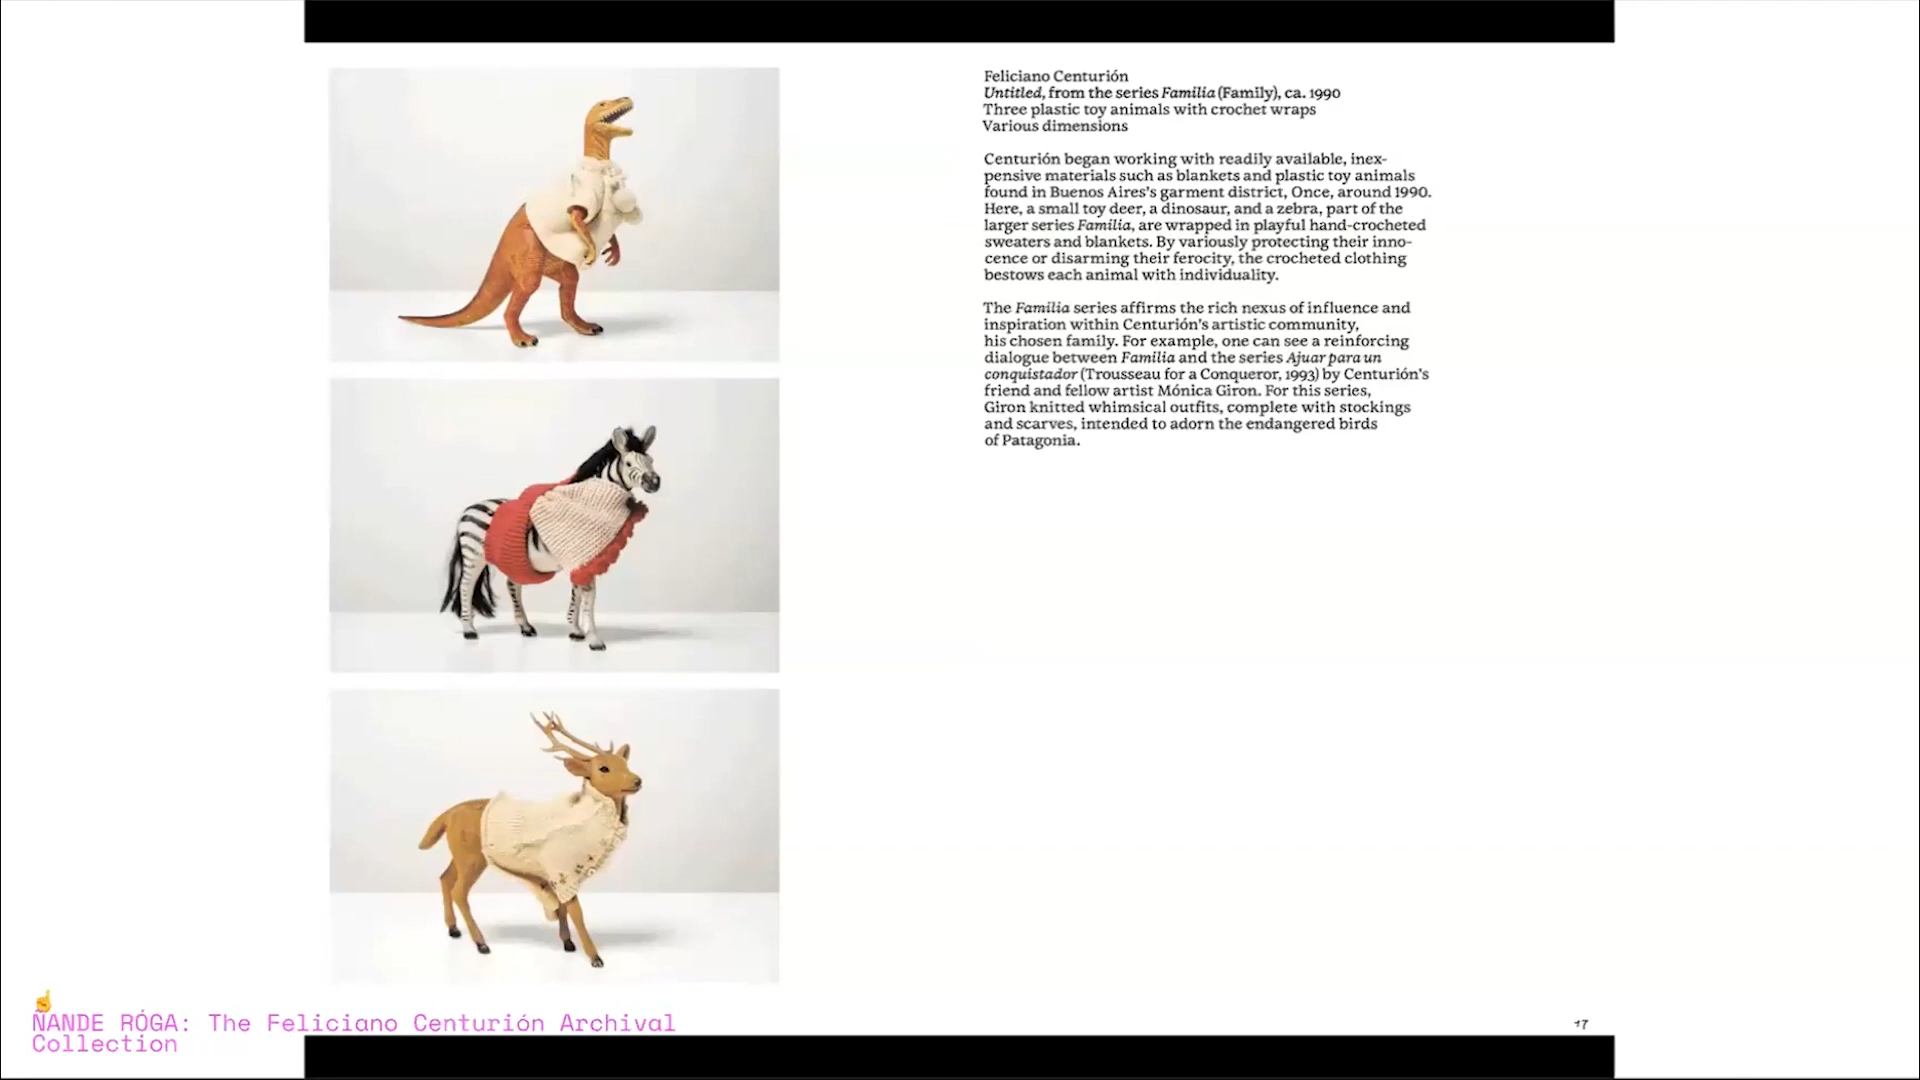 Feliciano Centurión
Untitled, from the series Familia (Family), ca. 1990
Three plastic toy animals with crochet wraps
Various dimensions
Centurión began working with readily available, inex-
pensive materials such as blankets and plastic toy animals
found in Buenos Aires's garment district, Once, around 1990.
Here, a small toy deer, a dinosaur, and a zebra, part of the
larger series Familia, are wrapped in playful hand-crocheted
sweaters and blankets. By variously protecting their inno-
cence or disarming their ferocity, the crocheted clothing
bestows each animal with individuality.
The Familia series affirms the rich nexus of influence and
inspiration within Centurión's artistic community,
his chosen family. For example, one can see a reinforcing
dialogue between Familia and the series Ajuar para un
conquistador (Trousseau for a Conqueror, 1993) by Centurión's
friend and fellow artist Mónica Giron. For this series,
Giron knitted whimsical outfits, complete with stockings
and scarves, intended to adorn the endangered birds
of Patagonia.
ÑANDE RÓGA: The Feliciano Centurión Archival
Collection
17